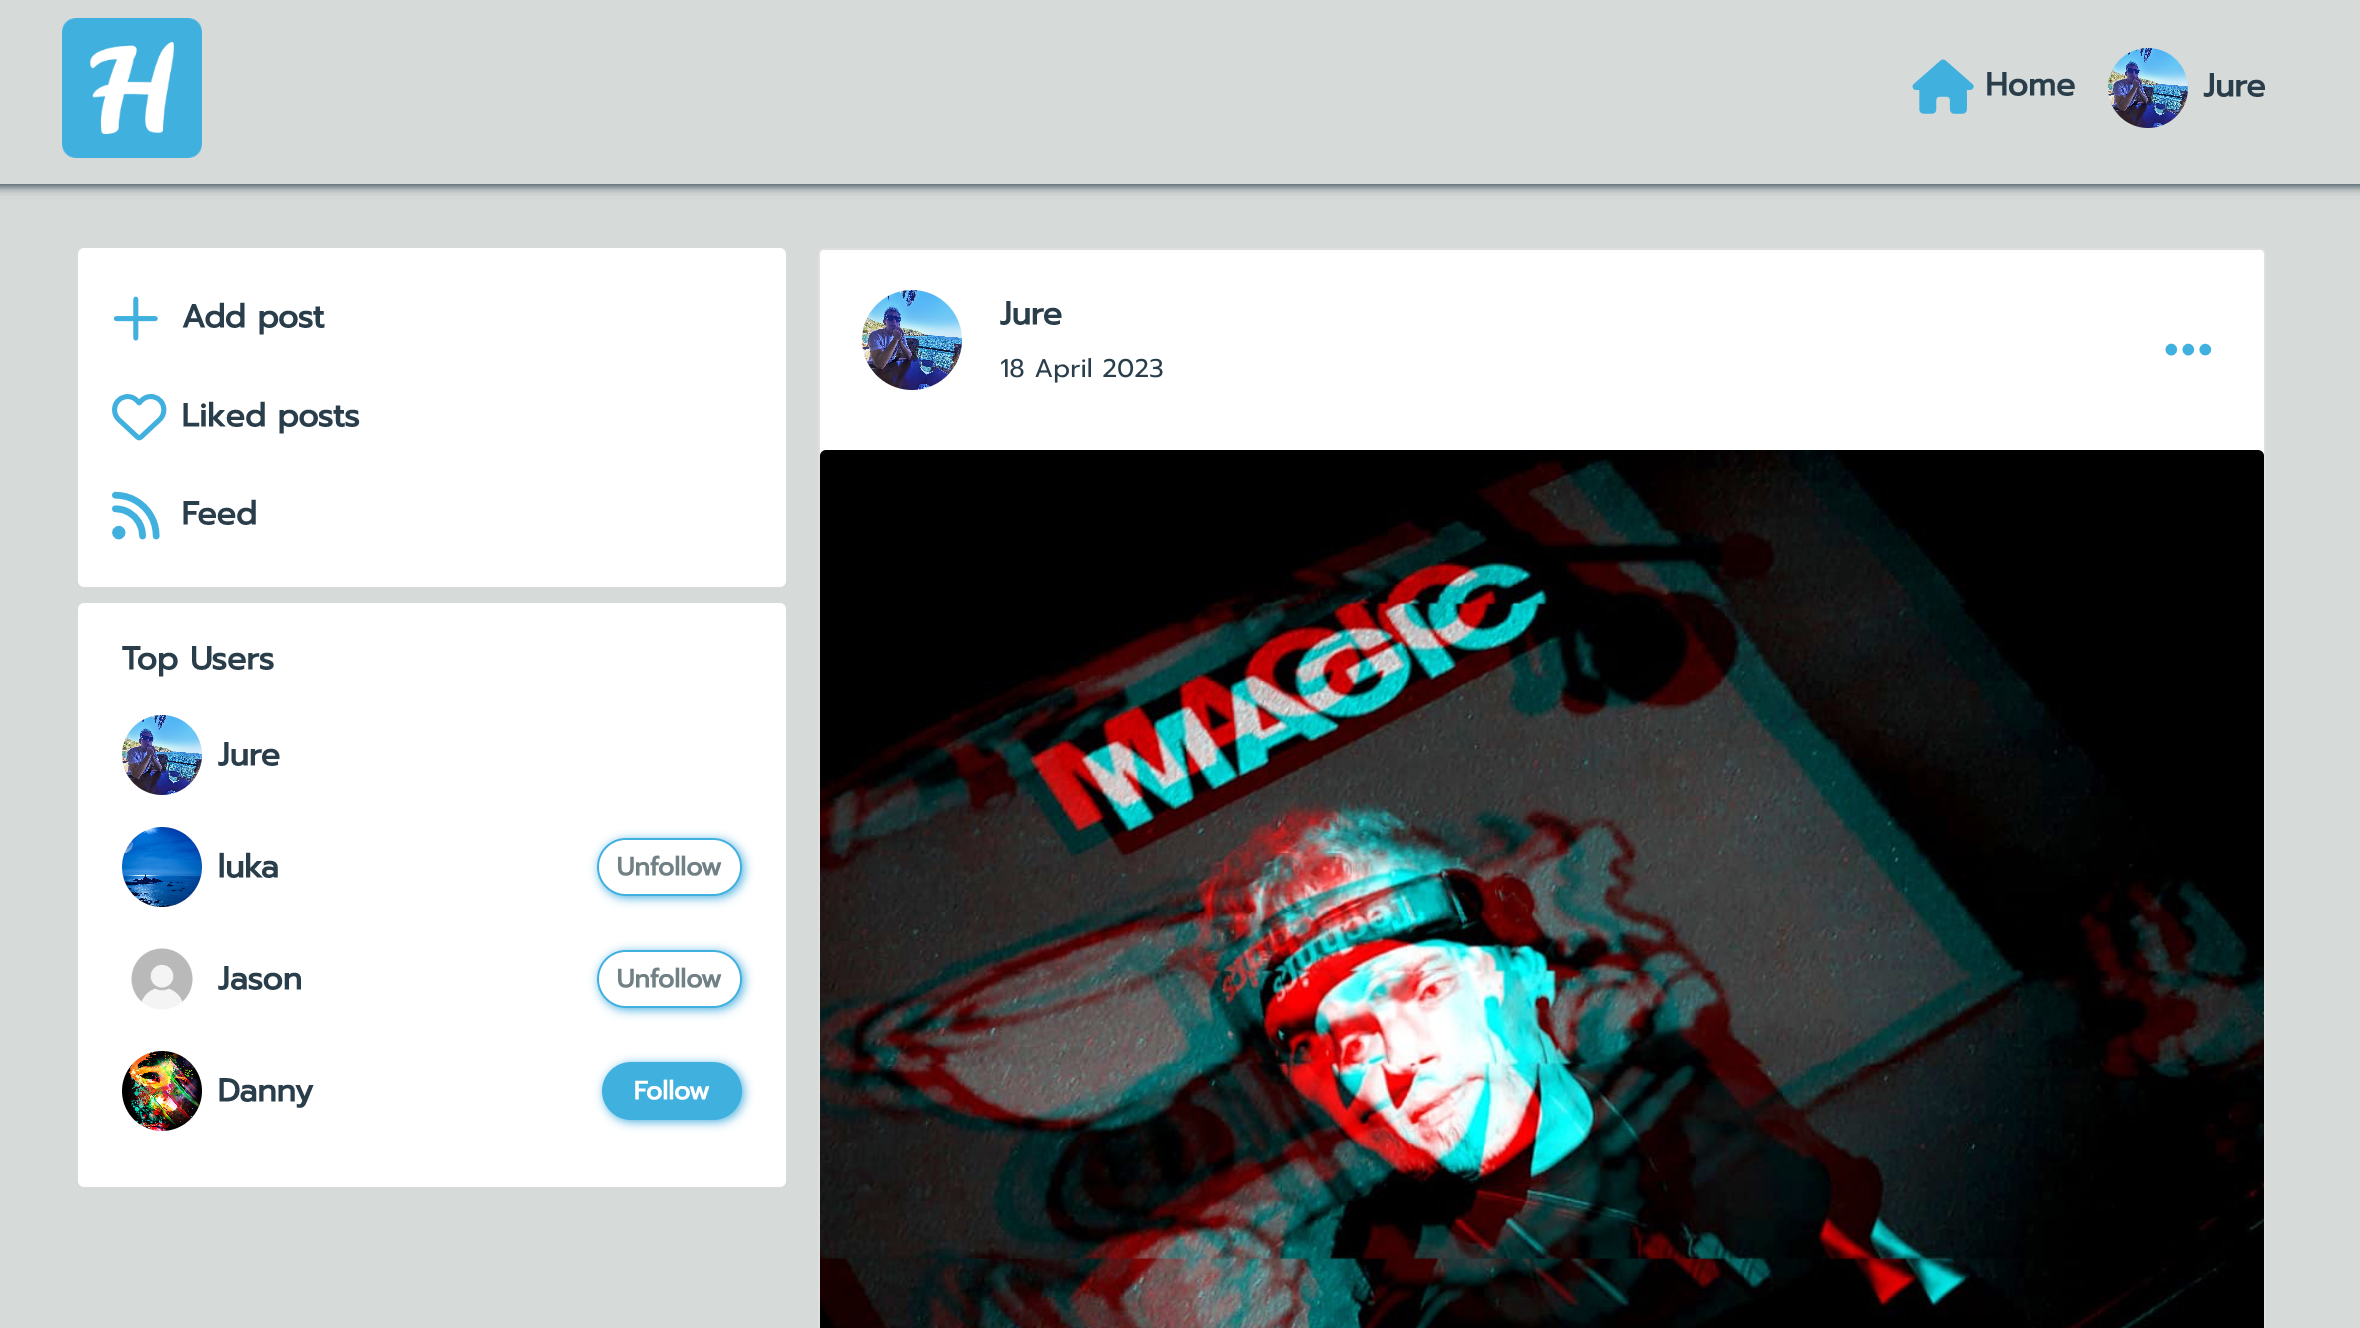 H
Home
Jure
Add post
Liked posts
Feed
Top Users
Jure
luka
Unfollow
Jason
Unfollow
Danny
Follow
Jure
18 April 2023
MAGIC
Technics